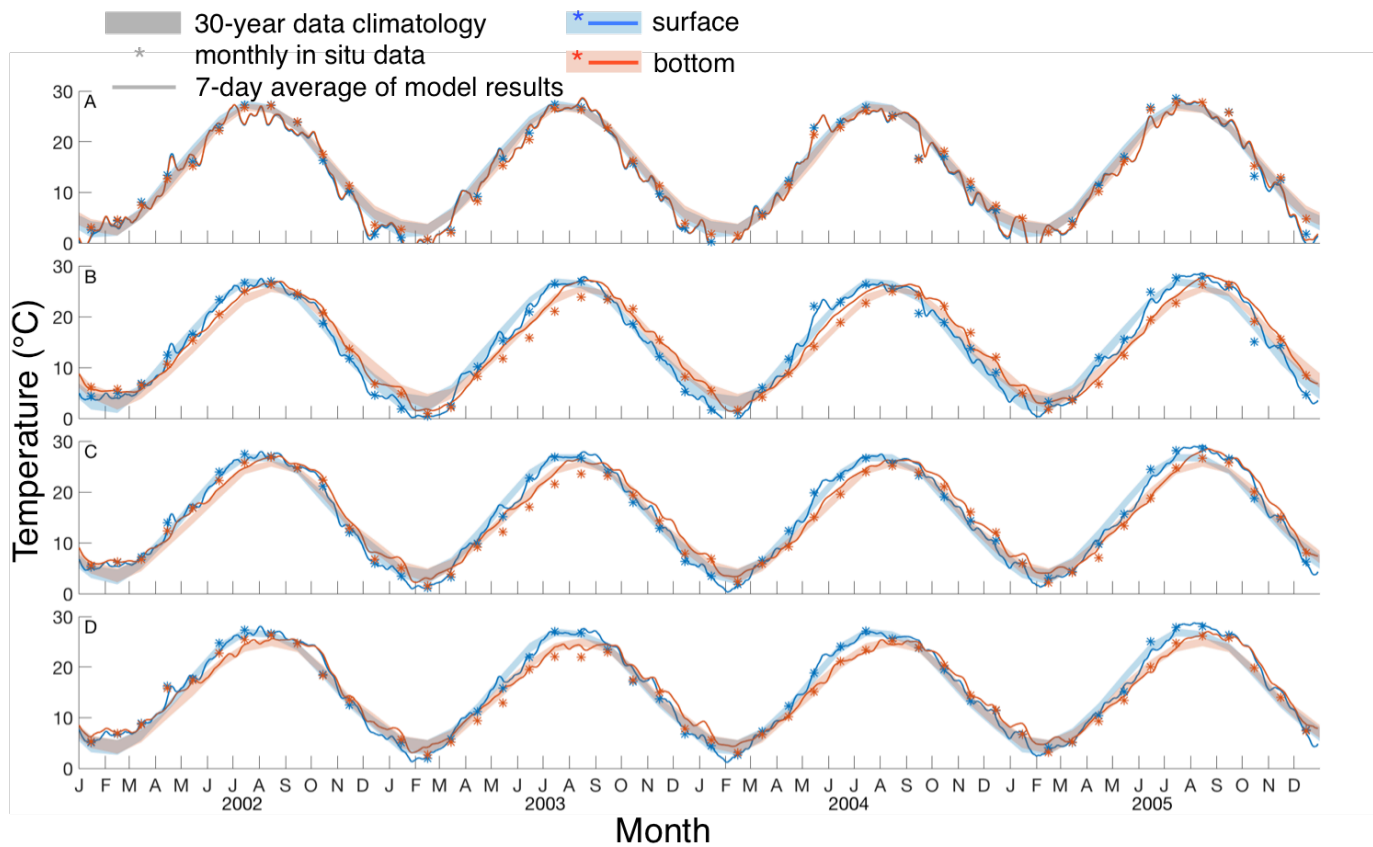 30-year data climatology
* monthly in situ data
7-day average of model results
* surface
* bottom
Temperature (°C)
A
30
20
10
0
B
30
20
10
0
C
30
20
10
0
D
30
20
10
0
J F M A M J J A S O N D J F M A M J J A S O N D J F M A M J J A S O N D J F M A M J J A S O N D
2002 2003 2004 2005
Month